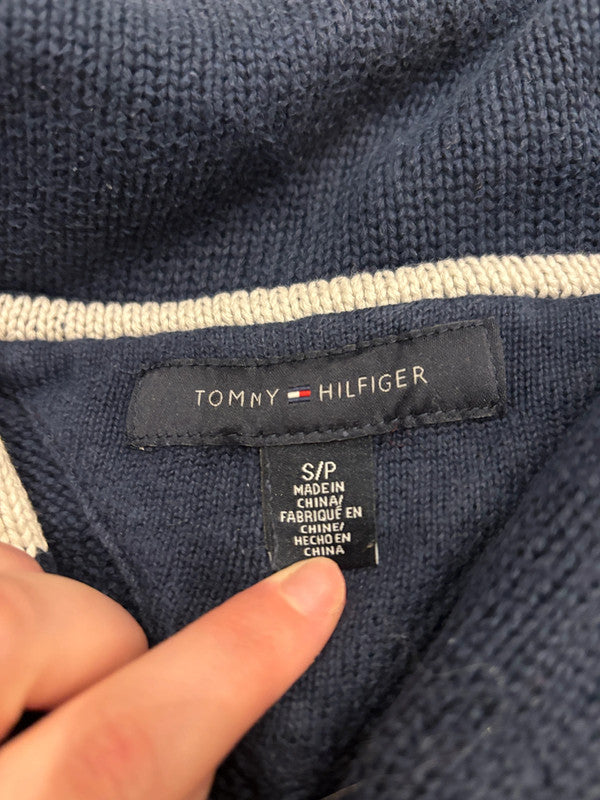 TOMMY HILFIGER
S/P
MADE IN
CHINA/
FABRIQUÉ EN
CHINE/
HECHO EN
CHINA